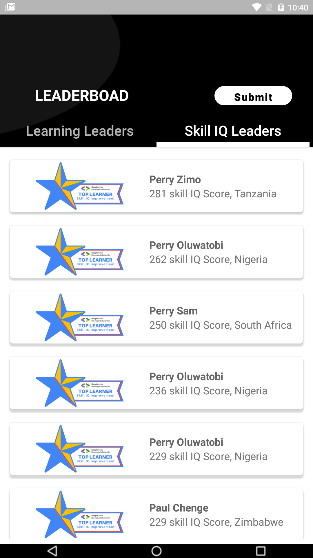 10:40
LEADERBOAD
Submit
Learning Leaders
Skill IQ Leaders
Perry Zimo
281 skill IQ Score, Tanzania
TOP LEARNER
Perry Oluwatobi
262 skill IQ Score, Nigeria
TOP LEARNER
Perry Sam
250 skill IQ Score, South Africa
TOP LEARNER
Perry Oluwatobi
236 skill IQ Score, Nigeria
TOP LEARNER
Perry Oluwatobi
229 skill IQ Score, Nigeria
TOP LEARNER
Paul Chenge
229 skill IQ Score, Zimbabwe
TOP LEARNER